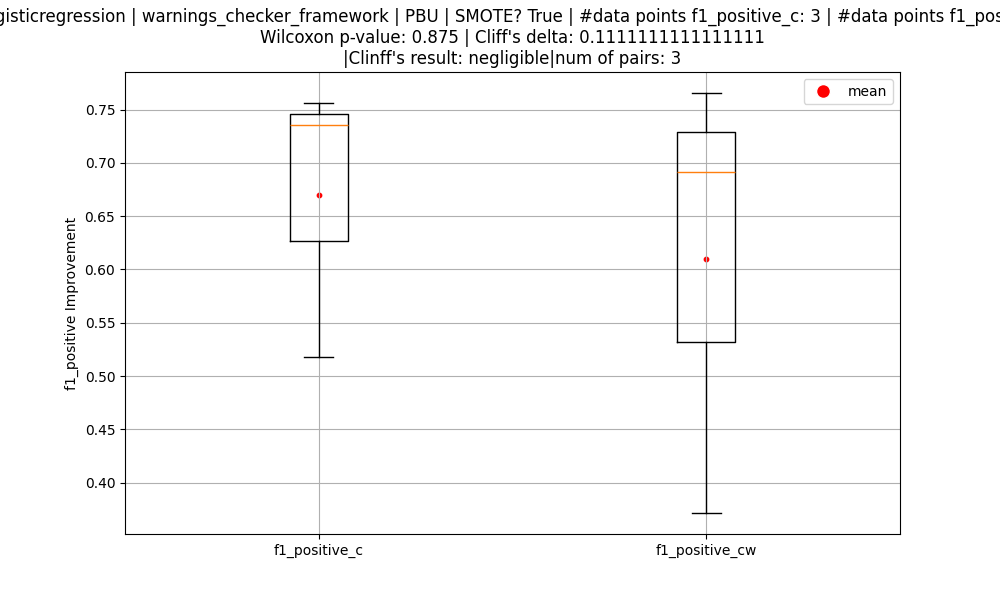 gisticregression | warnings_checker_framework | PBU | SMOTE? True | #data points f1_positive_c: 3 | #data points f1_pos
Wilcoxon p-value: 0.875 | Cliff's delta: 0.1111111111111111
|Clinff's result: negligible|num of pairs: 3
mean
f1_positive Improvement
0.75
0.70
0.65
0.60
0.55
0.50
0.45
0.40
f1_positive_c
f1_positive_cw